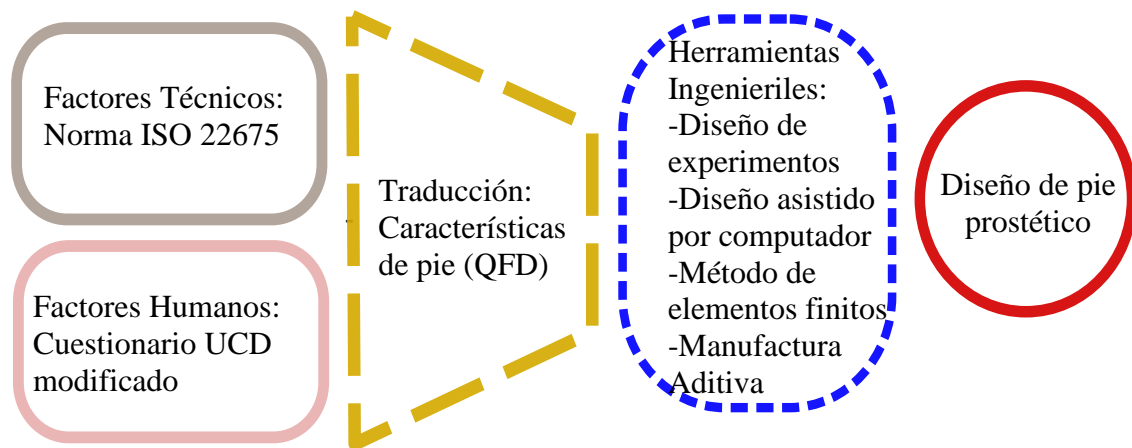 Factores Técnicos:
Norma ISO 22675
Factores Humanos:
Cuestionario UCD
modificado
Traducción:
Características
de pie (QFD)
Herramientas
Ingenieriles:
-Diseño de
experimentos
-Diseño asistido
por computador
-Método de
elementos finitos
-Manufactura
Aditiva
Diseño de pie
prostético